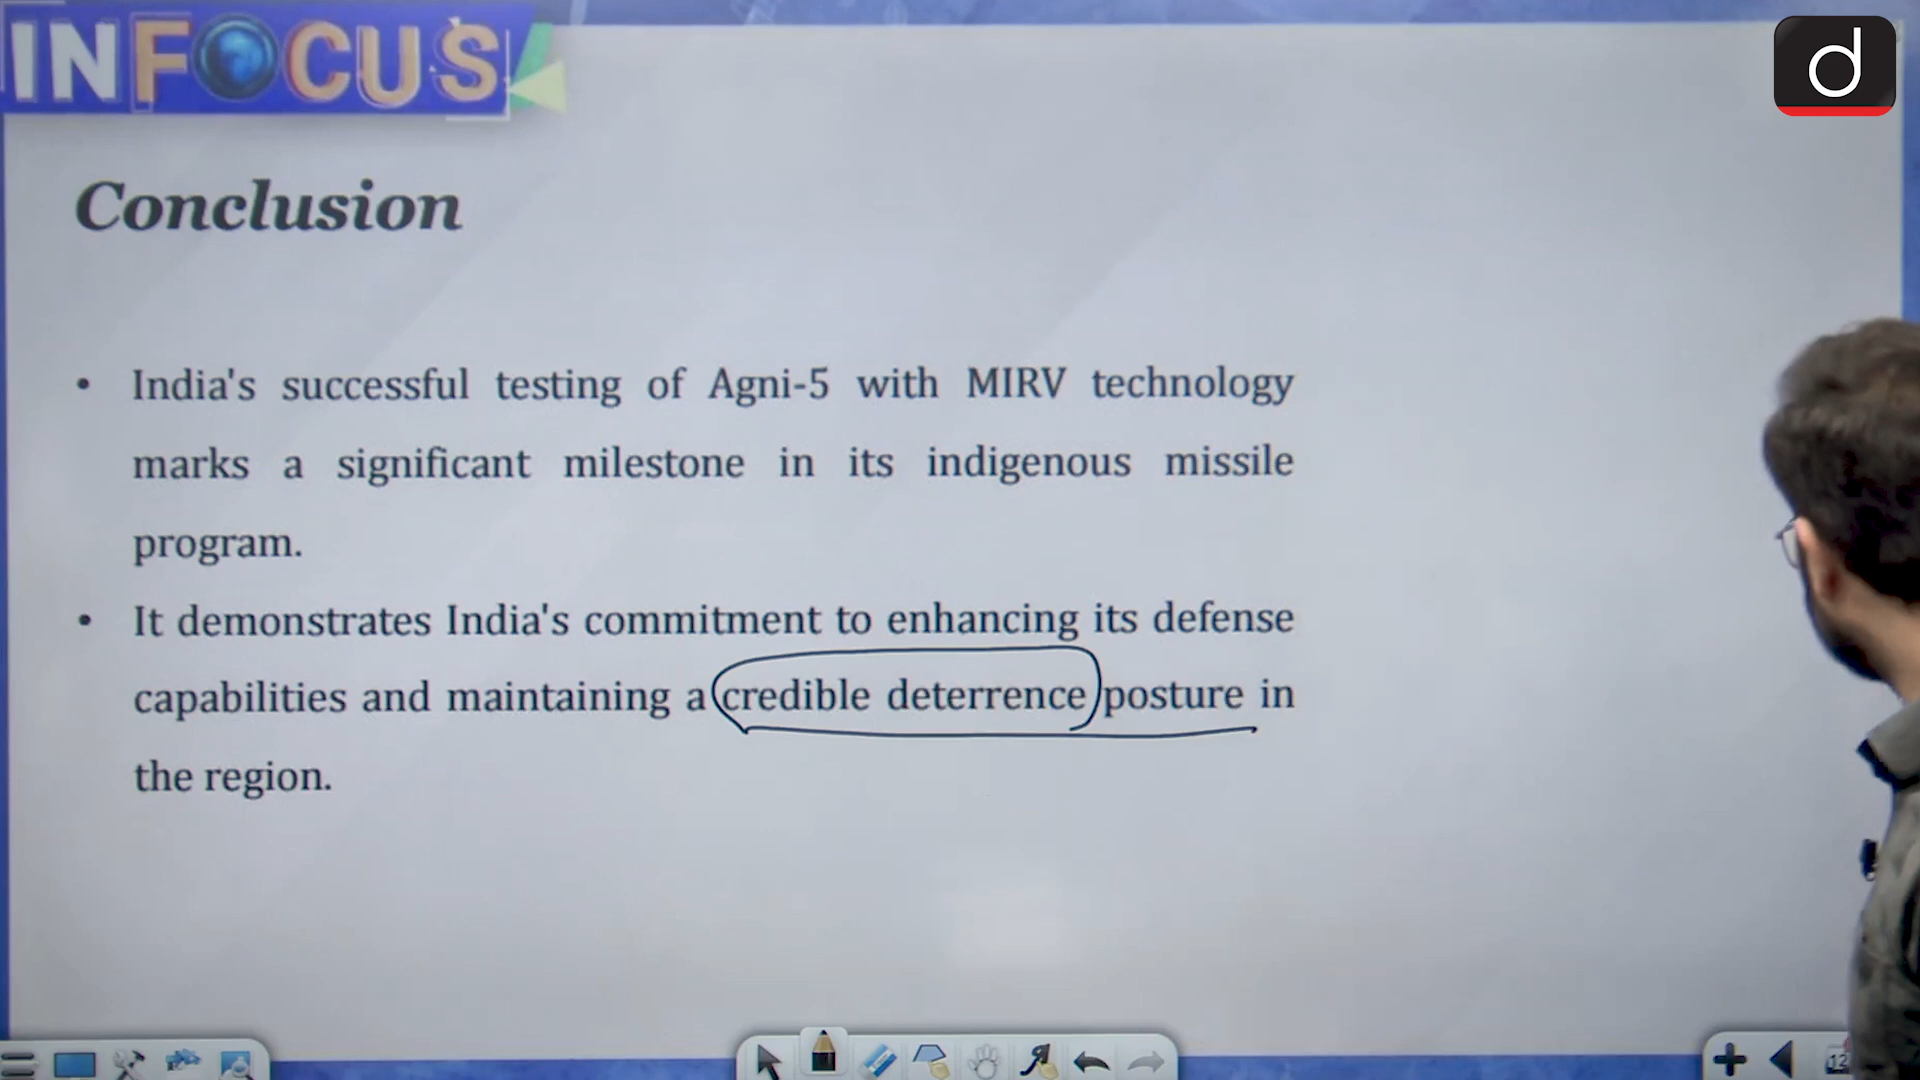 INFOCUS
d
Conclusion
• India's successful testing of Agni-5 with MIRV technology
marks a significant milestone in its indigenous missile
program.
• It demonstrates India's commitment to enhancing its defense
capabilities and maintaining a credible deterrence posture in
the region.
12